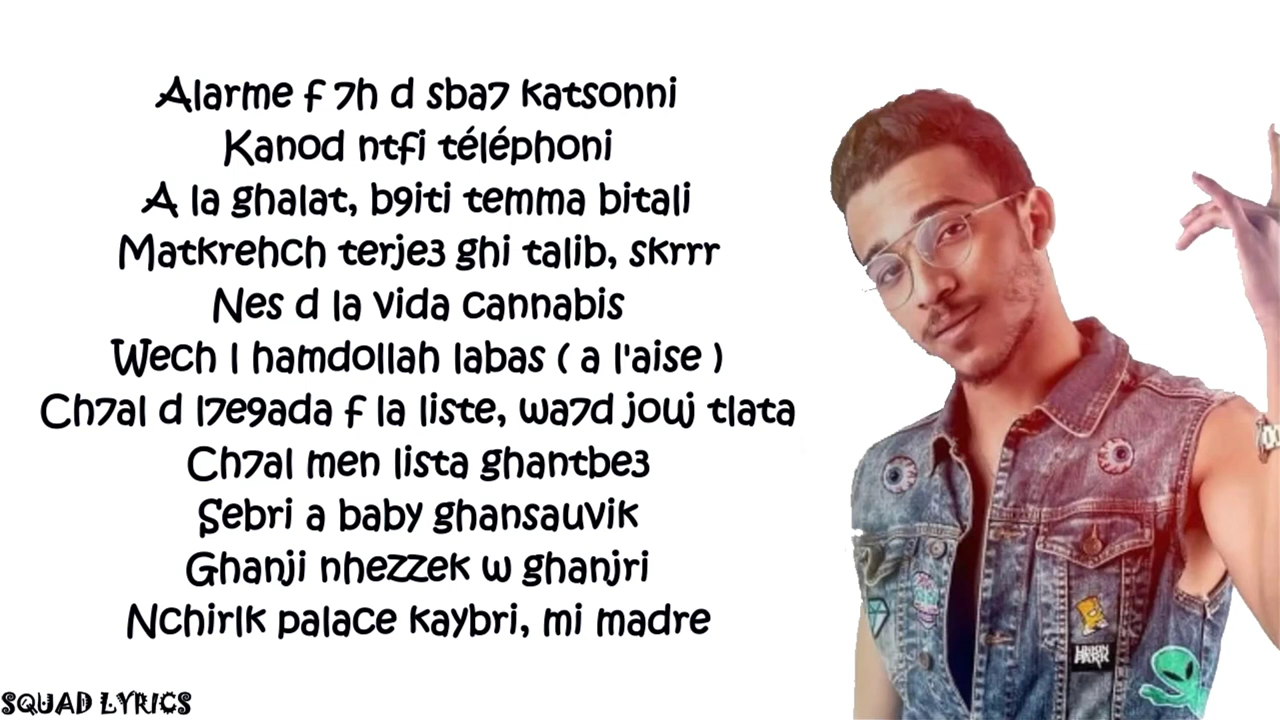 Alarme f 7h d sba7 katsonni
Kanod ntfi téléphoni
A la ghalat, b9iti temma bitali
Matkrehch terje3 ghi talib, skrrr
Nes d la vida cannabis
Wech l hamdollah labas ( a l'aise )
Ch7al d l7e9ada f la liste, wa7d jouj tlata
Ch7al men lista ghantbe3
Sebri a baby ghansauvik
Ghanji nhezzek w ghanjri
Nchirlk palace kaybri, mi madre
LINKIN
PARK
SQUAD LYRICS